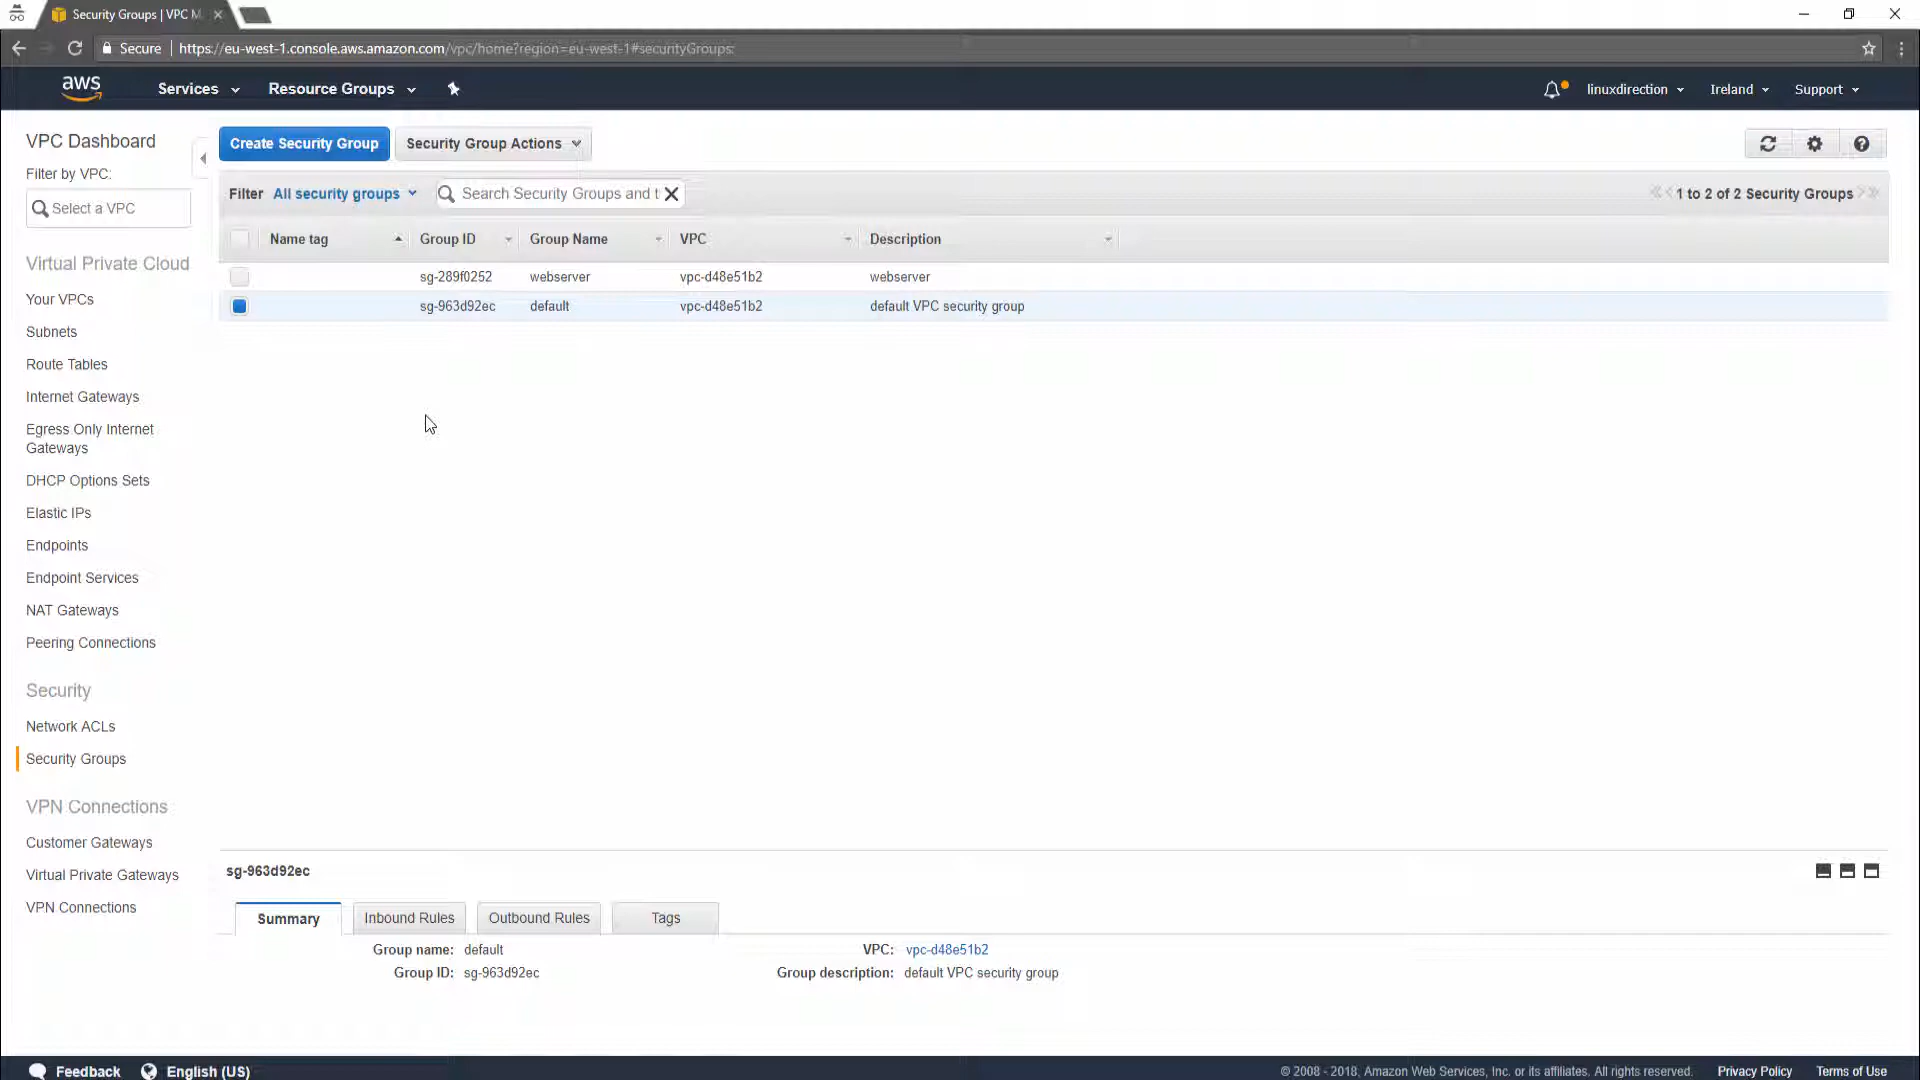 Security Groups | VPC M
Secure
https://eu-west-1.console.aws.amazon.com/vpc/home?region=eu-west-1#securityGroups:
aws
Services
Resource Groups
linuxdirection
Ireland
Support
VPC Dashboard
Filter by VPC:
Select a VPC
Virtual Private Cloud
Your VPCs
Subnets
Route Tables
Internet Gateways
Egress Only Internet
Gateways
DHCP Options Sets
Elastic IPs
Endpoints
Endpoint Services
NAT Gateways
Peering Connections
Security
Network ACLs
Security Groups
VPN Connections
Customer Gateways
Virtual Private Gateways
VPN Connections
Create Security Group
Security Group Actions
Filter All security groups
Search Security Groups and t
1 to 2 of 2 Security Groups
Name tag Group ID Group Name VPC Description
sg-289f0252 webserver vpc-d48e51b2 webserver
sg-963d92ec default vpc-d48e51b2 default VPC security group
sg-963d92ec
Summary Inbound Rules Outbound Rules Tags
Group name: default VPC: vpc-d48e51b2
Group ID: sg-963d92ec Group description: default VPC security group
Feedback English (US) © 2008 - 2018, Amazon Web Services, Inc. or its affiliates. All rights reserved. Privacy Policy Terms of Use